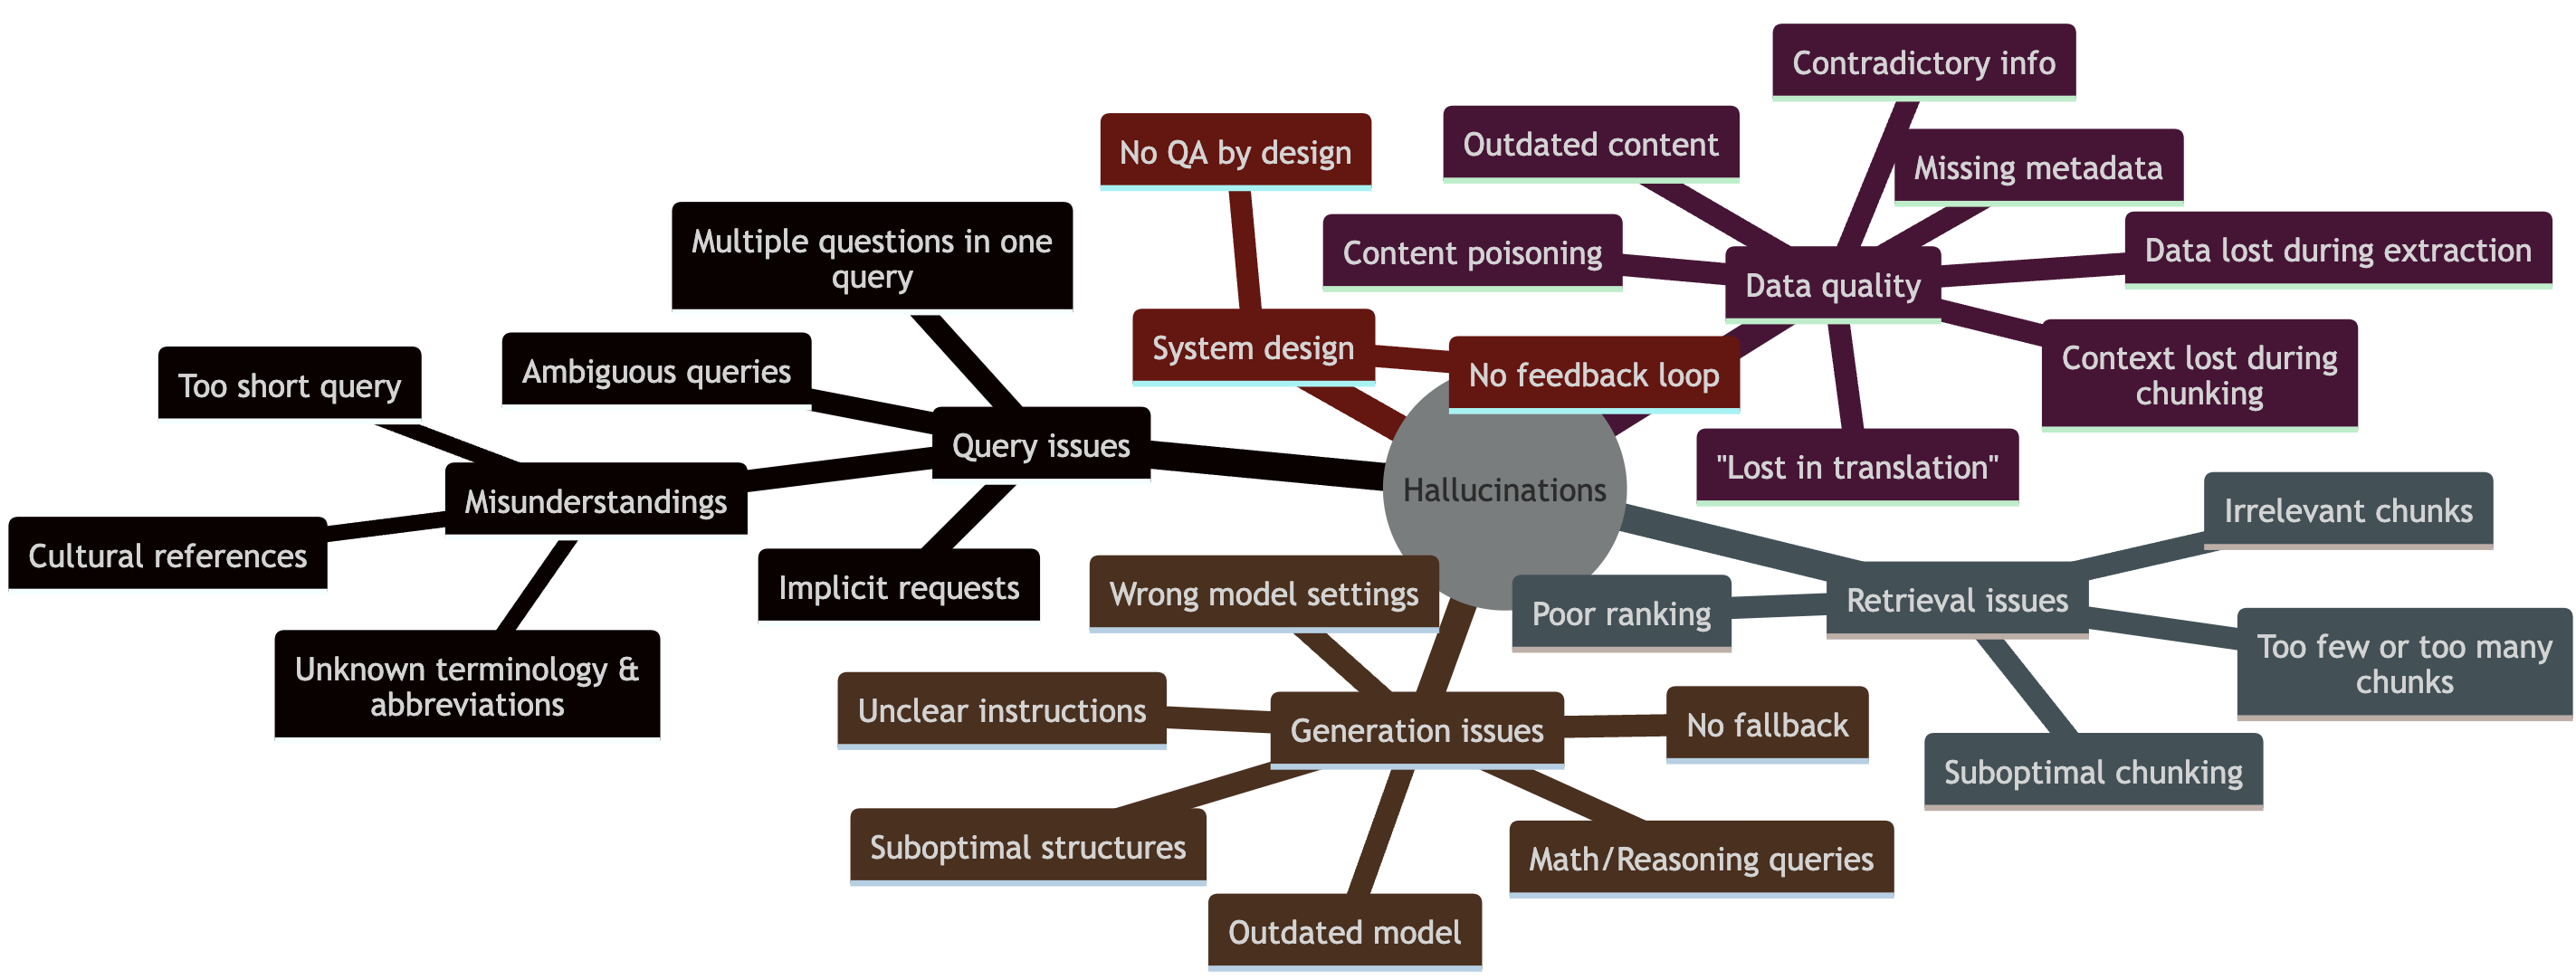 Contradictory info
Outdated content
No QA by design
Missing metadata
Multiple questions in one
query
Content poisoning
Data lost during extraction
Data quality
System design
No feedback loop
Context lost during
chunking
Too short query
Ambiguous queries
Query issues
"Lost in translation"
Hallucinations
Misunderstandings
Irrelevant chunks
Cultural references
Implicit requests
Wrong model settings
Poor ranking
Retrieval issues
Too few or too many
chunks
Unknown terminology &
abbreviations
Unclear instructions
Generation issues
No fallback
Suboptimal chunking
Suboptimal structures
Math/Reasoning queries
Outdated model